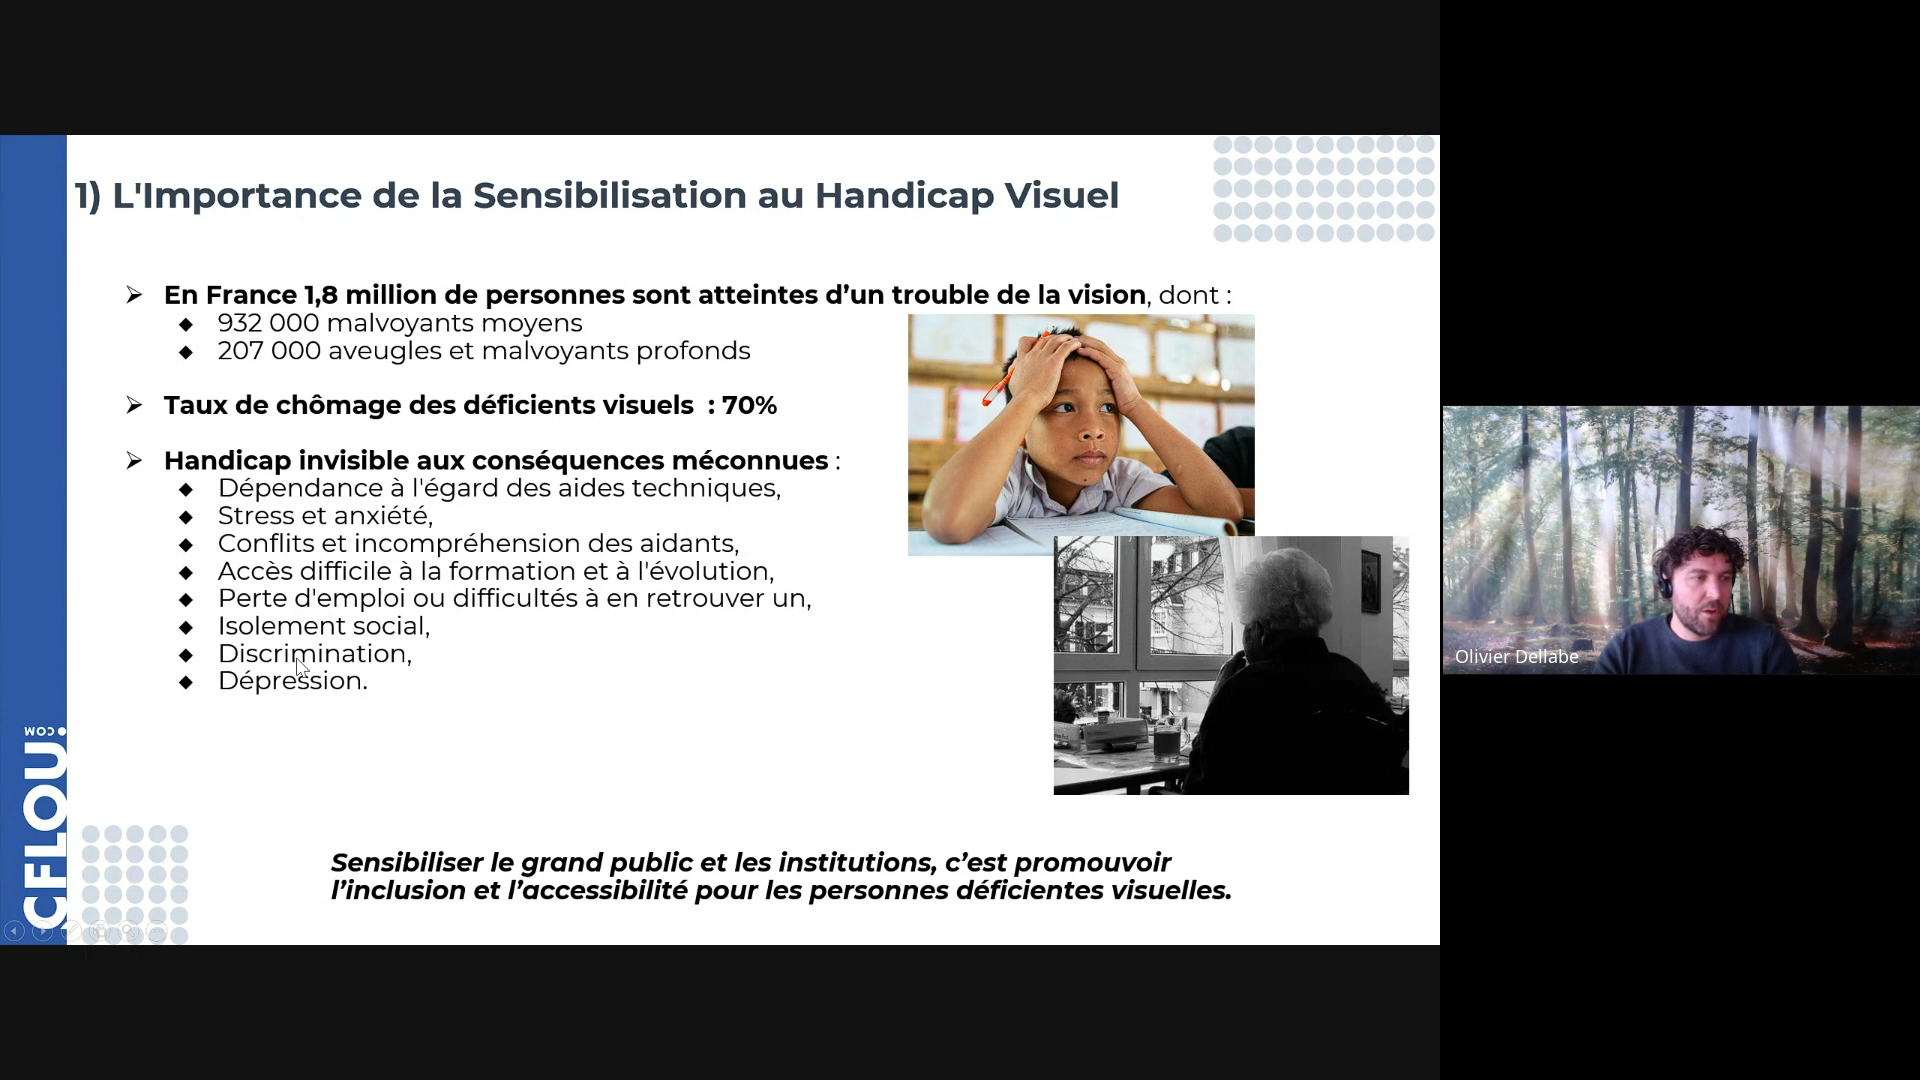 1) L'Importance de la Sensibilisation au Handicap Visuel
➢ En France 1,8 million de personnes sont atteintes d’un trouble de la vision, dont :
◆ 932 000 malvoyants moyens
◆ 207 000 aveugles et malvoyants profonds
➢ Taux de chômage des déficients visuels  : 70%
➢ Handicap invisible aux conséquences méconnues :
◆ Dépendance à l'égard des aides techniques,
◆ Stress et anxiété,
◆ Conflits et incompréhension des aidants,
◆ Accès difficile à la formation et à l'évolution,
◆ Perte d'emploi ou difficultés à en retrouver un,
◆ Isolement social,
◆ Discrimination,
◆ Dépression.
Sensibiliser le grand public et les institutions, c’est promouvoir
l’inclusion et l’accessibilité pour les personnes déficientes visuelles.
CFLOU
.COM
Olivier Dellabe